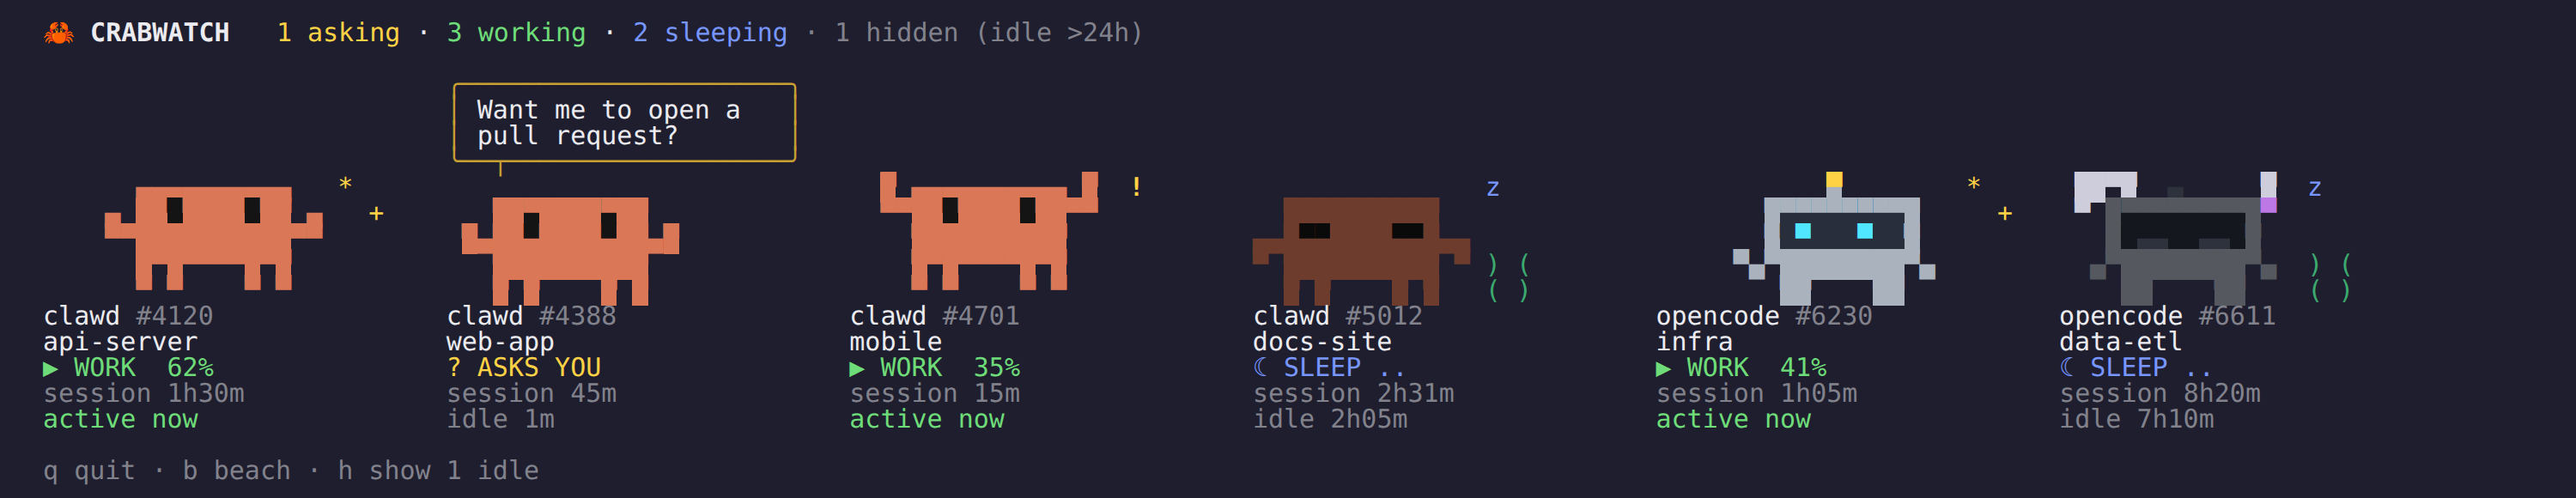 🦀 CRABWATCH   1 asking · 3 working · 2 sleeping · 1 hidden (idle >24h)
Want me to open a
pull request?
*
+
!
z
) (
( )
*
+
z
) (
( )
clawd #4120
api-server
▶ WORK  62%
session 1h30m
active now
clawd #4388
web-app
? ASKS YOU
session 45m
idle 1m
clawd #4701
mobile
▶ WORK  35%
session 15m
active now
clawd #5012
docs-site
☾ SLEEP ..
session 2h31m
idle 2h05m
opencode #6230
infra
▶ WORK  41%
session 1h05m
active now
opencode #6611
data-etl
☾ SLEEP ..
session 8h20m
idle 7h10m
q quit · b beach · h show 1 idle